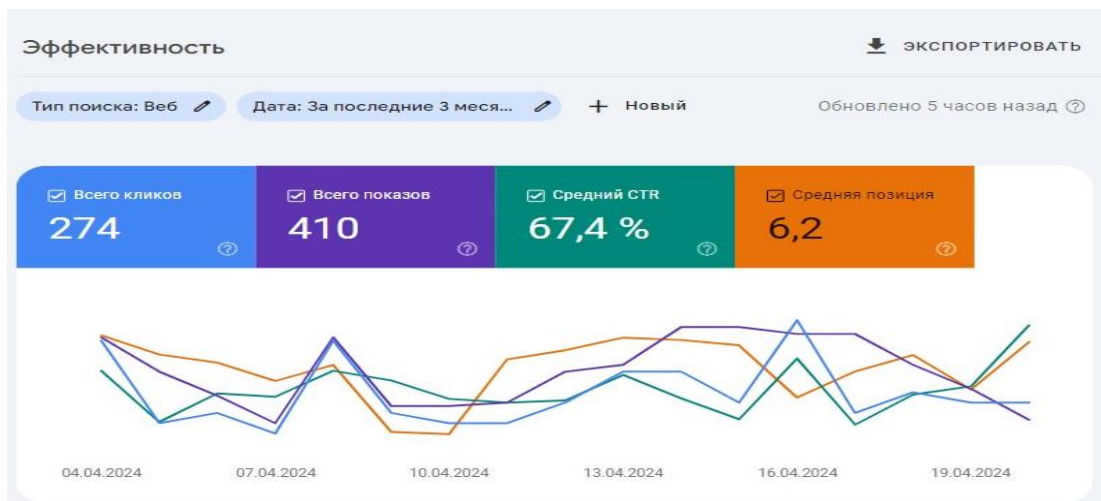 Эффективность
ЭКСПОРТИРОВАТЬ
Тип поиска: Веб
Дата: За последние 3 меся...
+ Новый
Обновлено 5 часов назад
Всего кликов
274
Всего показов
410
Средний CTR
67,4 %
Средняя позиция
6,2
04.04.2024 07.04.2024 10.04.2024 13.04.2024 16.04.2024 19.04.2024